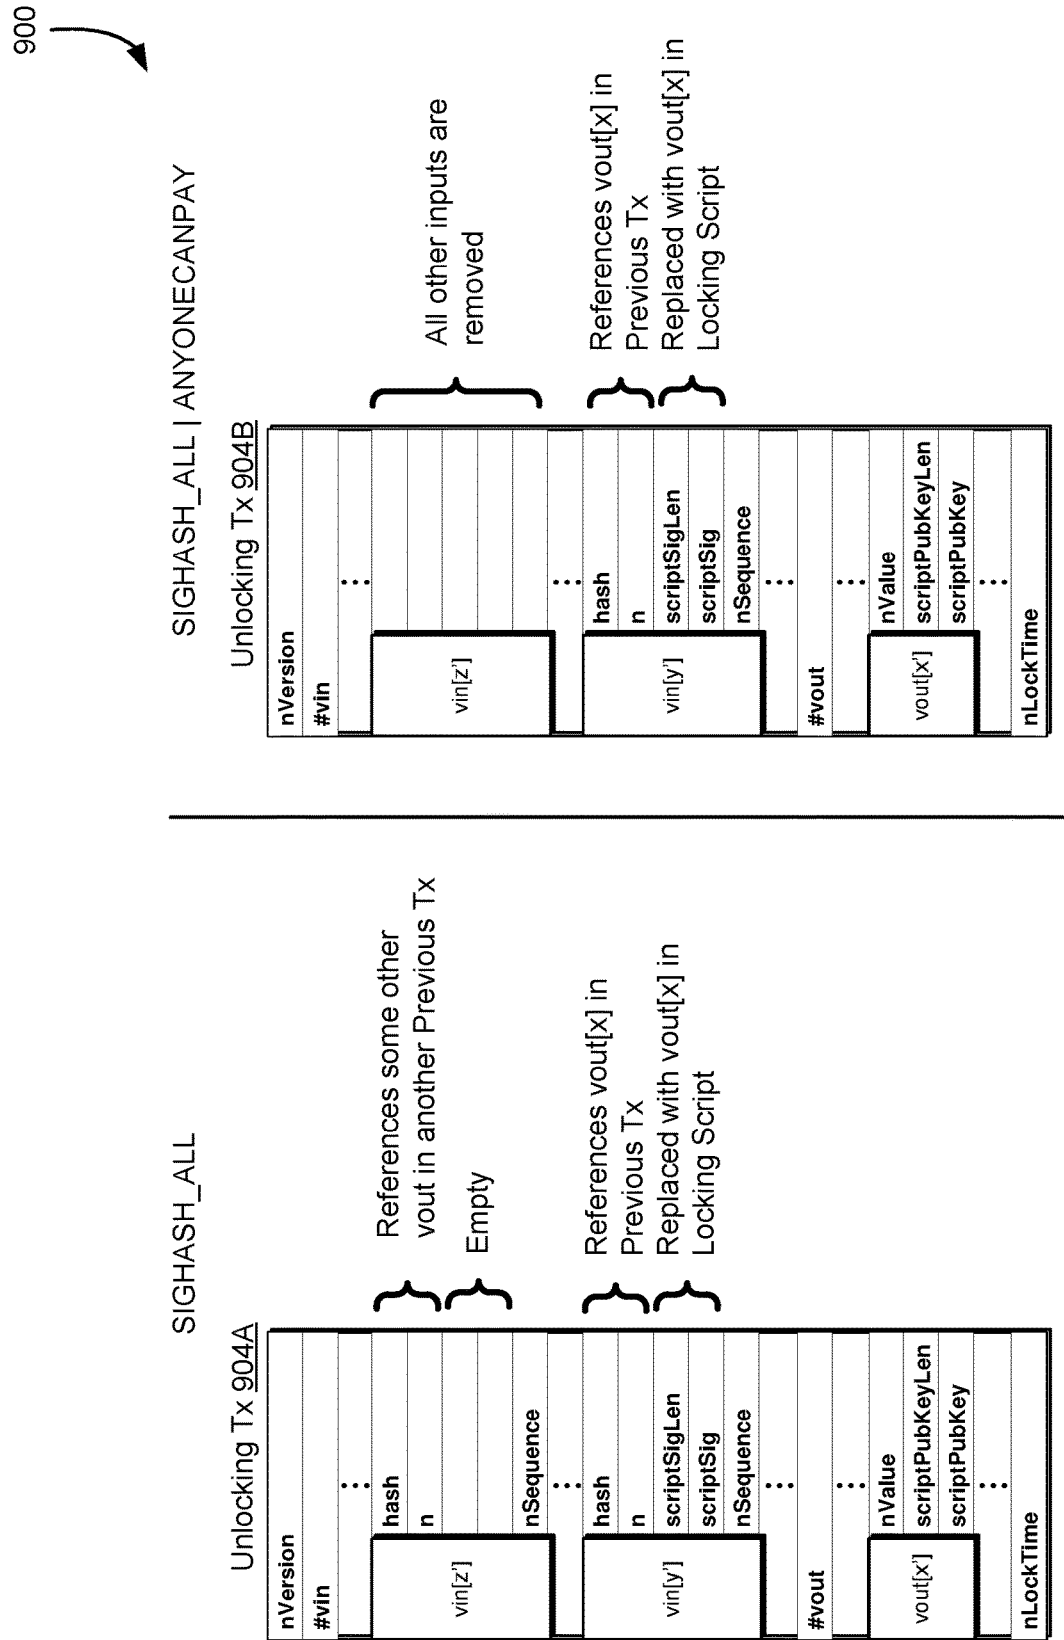 900
SIGHASH_ALL
Unlocking Tx 904A
nVersion
#vin
...
vin[z']
hash
n
nSequence
...
vin[y']
hash
n
scriptSigLen
scriptSig
nSequence
...
#vout
...
vout[x']
nValue
scriptPubKeyLen
scriptPubKey
...
nLockTime
References some other
vout in another Previous Tx
Empty
References vout[x] in
Previous Tx
Replaced with vout[x] in
Locking Script
SIGHASH_ALL | ANYONECANPAY
Unlocking Tx 904B
nVersion
#vin
...
vin[z']
...
vin[y']
hash
n
scriptSigLen
scriptSig
nSequence
...
#vout
...
vout[x']
nValue
scriptPubKeyLen
scriptPubKey
...
nLockTime
All other inputs are
removed
References vout[x] in
Previous Tx
Replaced with vout[x] in
Locking Script